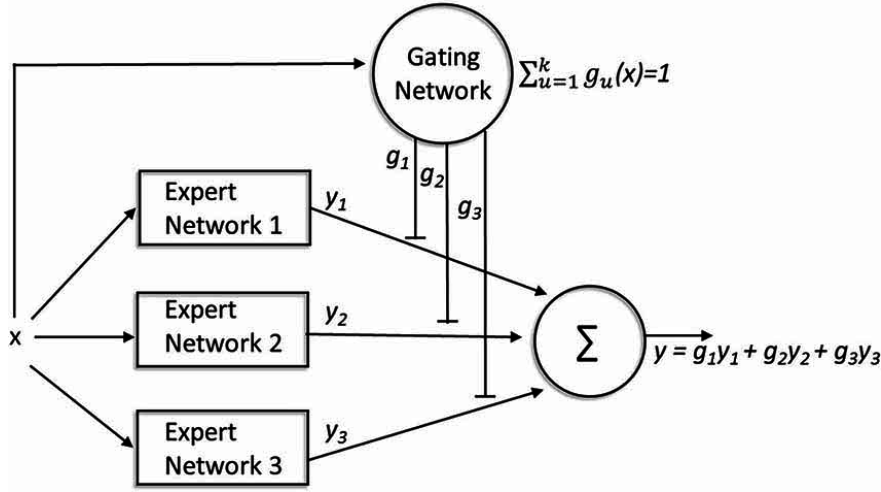 Gating
Network
∑ᵏᵤ₌₁ gᵤ(x)=1
g₁
g₂
g₃
Expert
Network 1
y₁
x
Expert
Network 2
y₂
∑
y = g₁y₁ + g₂y₂ + g₃y₃
Expert
Network 3
y₃